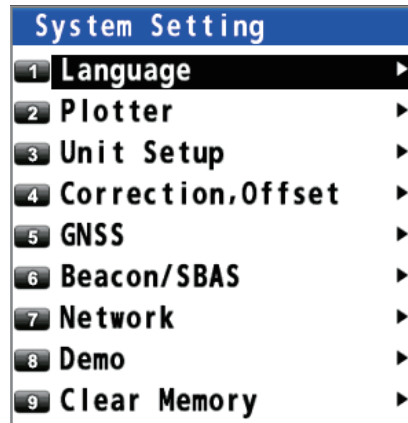 System Setting
1 Language ▶
2 Plotter ▶
3 Unit Setup ▶
4 Correction,Offset ▶
5 GNSS ▶
6 Beacon/SBAS ▶
7 Network ▶
8 Demo ▶
9 Clear Memory ▶